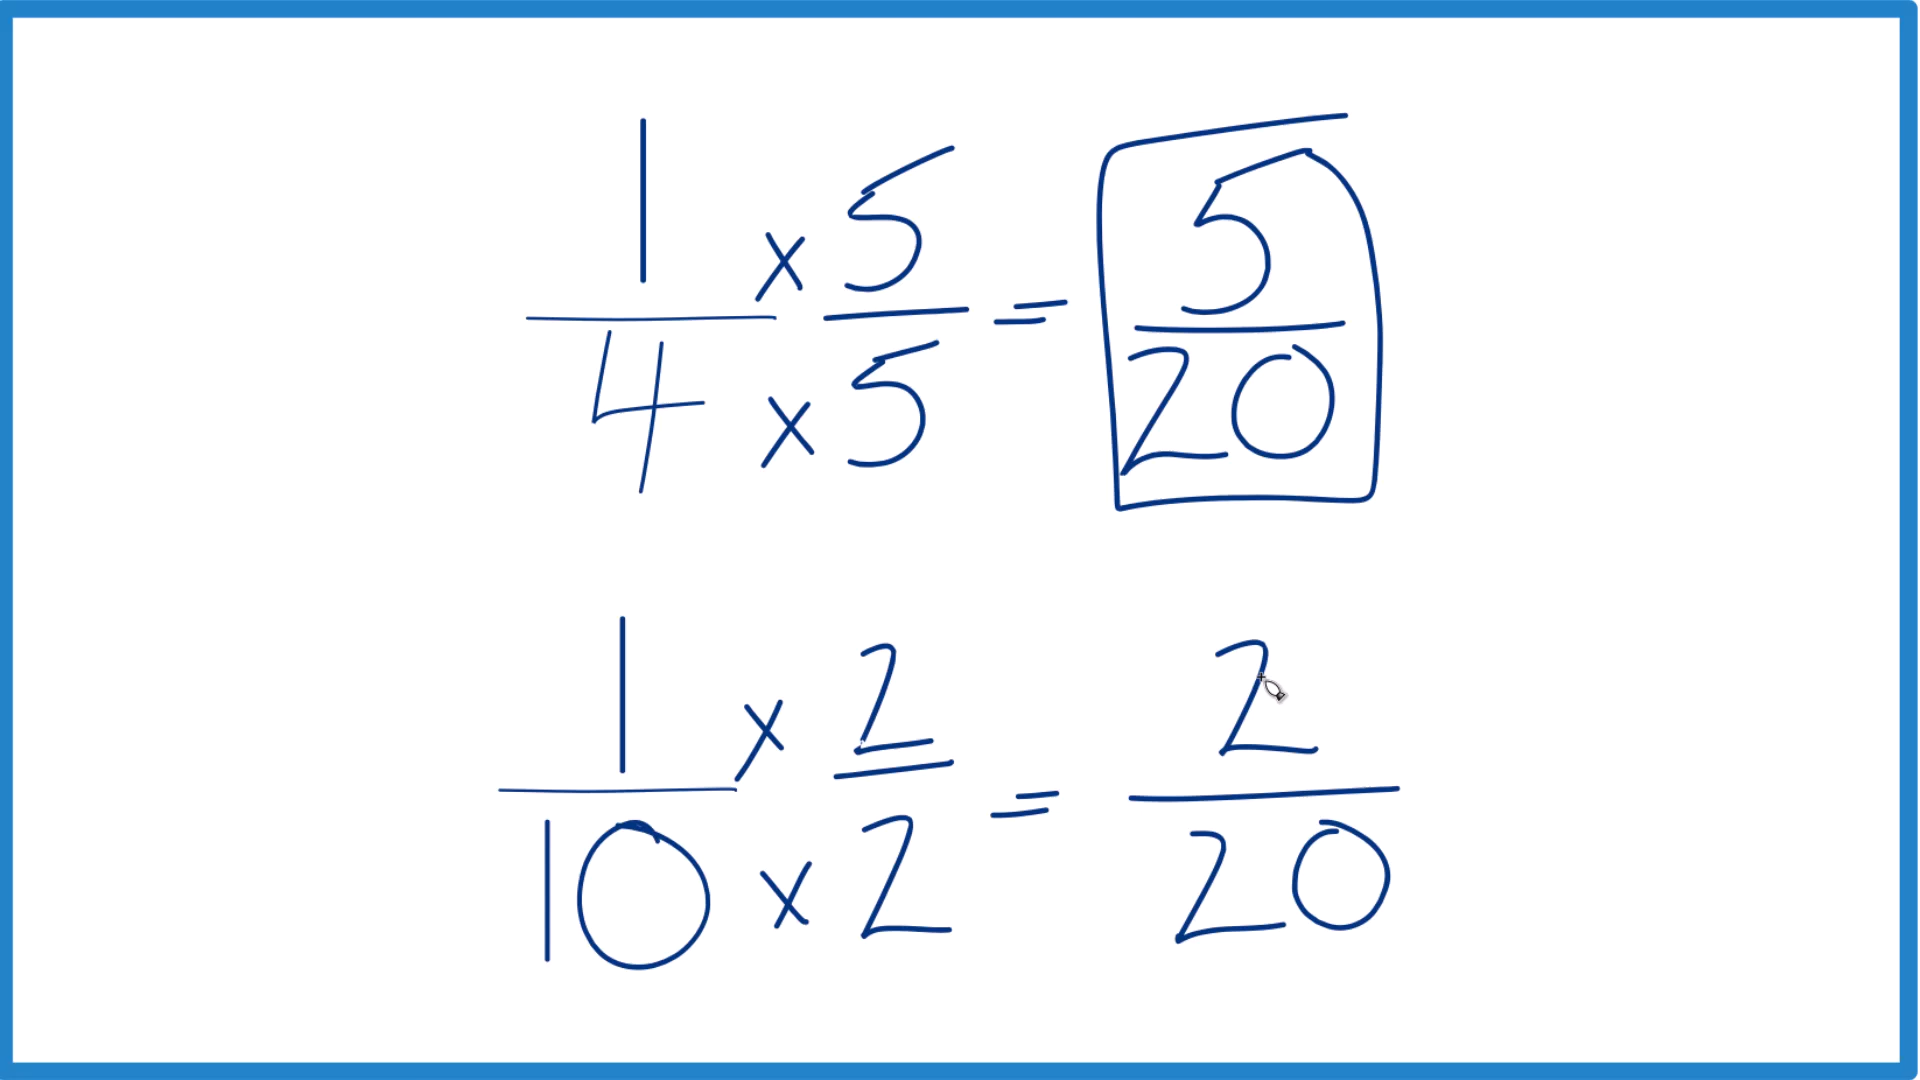 1/4 x 5/5 = 5/20
1/10 x 2/2 = 2/20